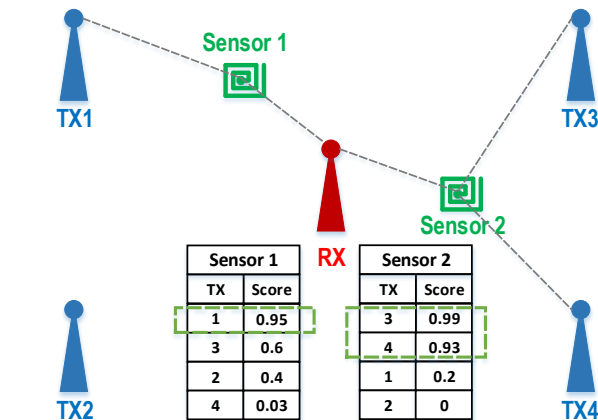 Sensor 1
TX1
TX3
Sensor 2
RX
Sensor 1
TX Score
1 0.95
3 0.6
2 0.4
4 0.03
Sensor 2
TX Score
3 0.99
4 0.93
1 0.2
2 0
TX2
TX4